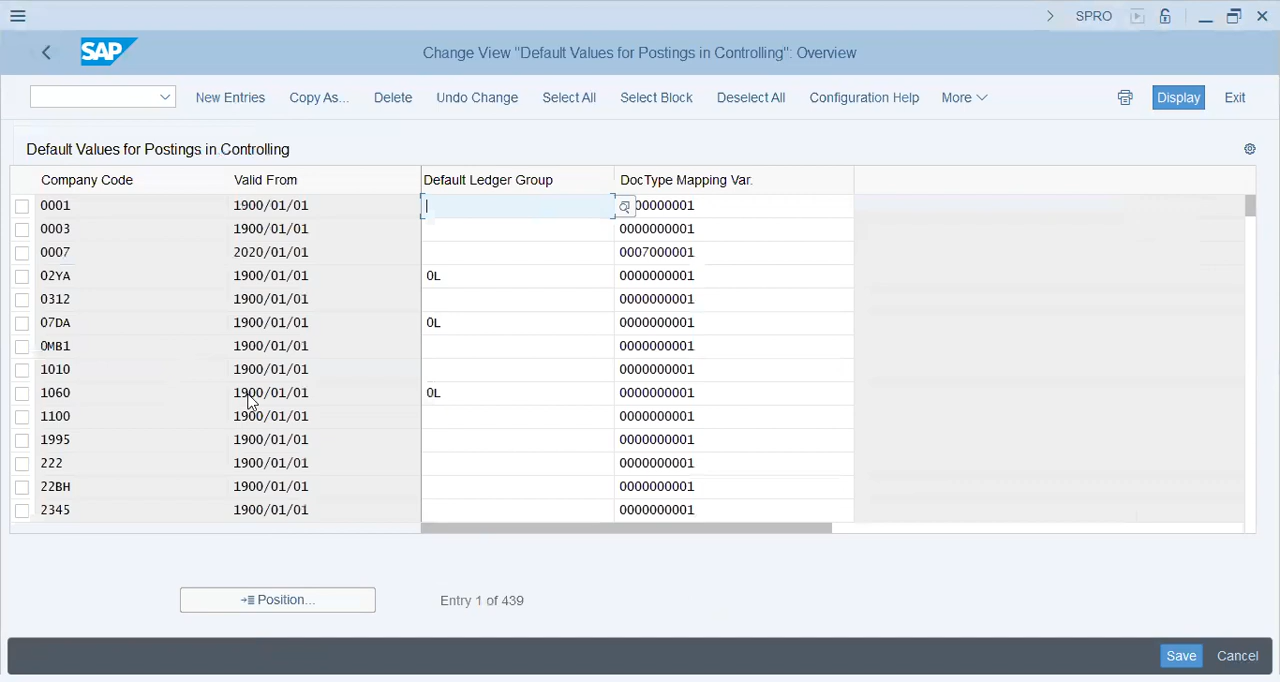 SPRO
SAP
Change View "Default Values for Postings in Controlling": Overview
New Entries Copy As... Delete Undo Change Select All Select Block Deselect All Configuration Help More Display Exit
Default Values for Postings in Controlling
Company Code Valid From Default Ledger Group DocType Mapping Var.
0001 1900/01/01 00000001
0003 1900/01/01 0000000001
0007 2020/01/01 0007000001
02YA 1900/01/01 0L 0000000001
0312 1900/01/01 0000000001
07DA 1900/01/01 0L 0000000001
0MB1 1900/01/01 0000000001
1010 1900/01/01 0000000001
1060 1900/01/01 0L 0000000001
1100 1900/01/01 0000000001
1995 1900/01/01 0000000001
222 1900/01/01 0000000001
22BH 1900/01/01 0000000001
2345 1900/01/01 0000000001
Position... Entry 1 of 439
Save Cancel